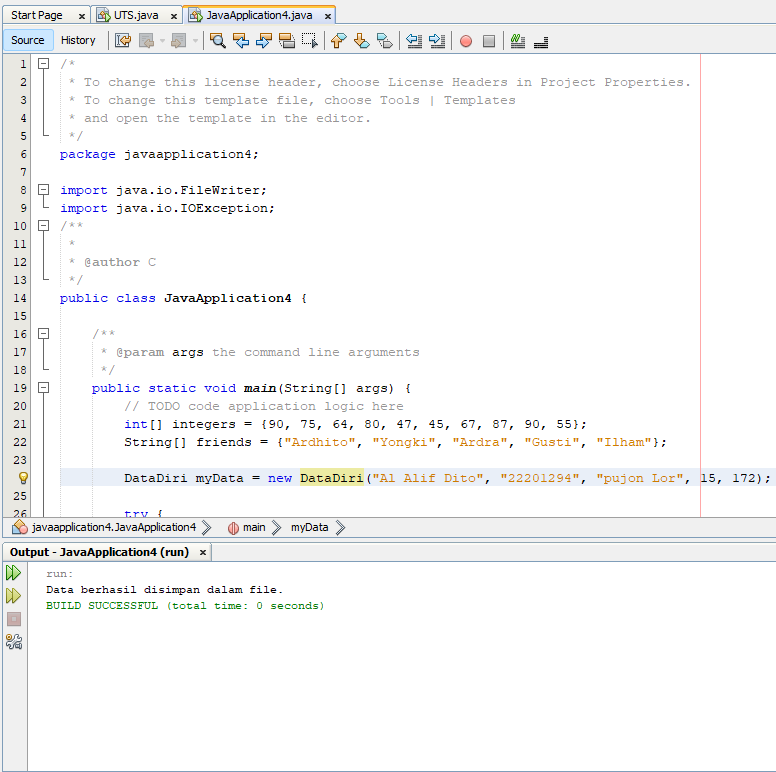 Start Page x UTS.java x JavaApplication4.java x
Source History
1 /*
2 * To change this license header, choose License Headers in Project Properties.
3 * To change this template file, choose Tools | Templates
4 * and open the template in the editor.
5 */
6 package javaapplication4;
7
8 import java.io.FileWriter;
9 import java.io.IOException;
10 /**
11 *
12 * @author C
13 */
14 public class JavaApplication4 {
15
16 /**
17 * @param args the command line arguments
18 */
19 public static void main(String[] args) {
20 // TODO code application logic here
21 int[] integers = {90, 75, 64, 80, 47, 45, 67, 87, 90, 55};
22 String[] friends = {"Ardhito", "Yongki", "Ardra", "Gusti", "Ilham"};
23
DataDiri myData = new DataDiri("Al Alif Dito", "22201294", "pujon Lor", 15, 172);
25
26 try {
javaapplication4.JavaApplication4 main myData
Output - JavaApplication4 (run) x
run:
Data berhasil disimpan dalam file.
BUILD SUCCESSFUL (total time: 0 seconds)